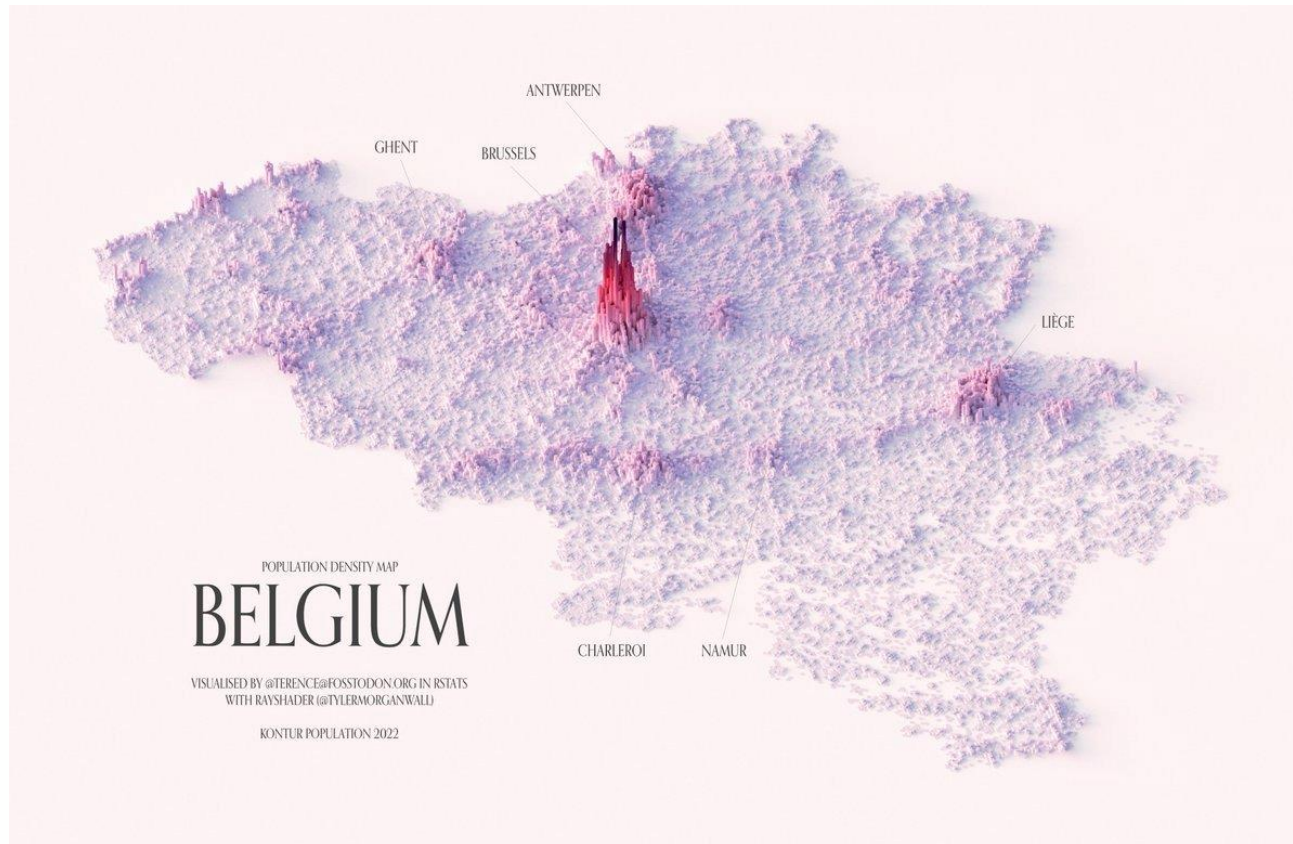 ANTWERPEN
GHENT
BRUSSELS
LIÈGE
CHARLEROI
NAMUR
POPULATION DENSITY MAP
BELGIUM
VISUALISED BY @TERENCE@FOSSTODON.ORG IN RSTATS
WITH RAYSHADER (@TYLERMORGANWALL)
KONTUR POPULATION 2022